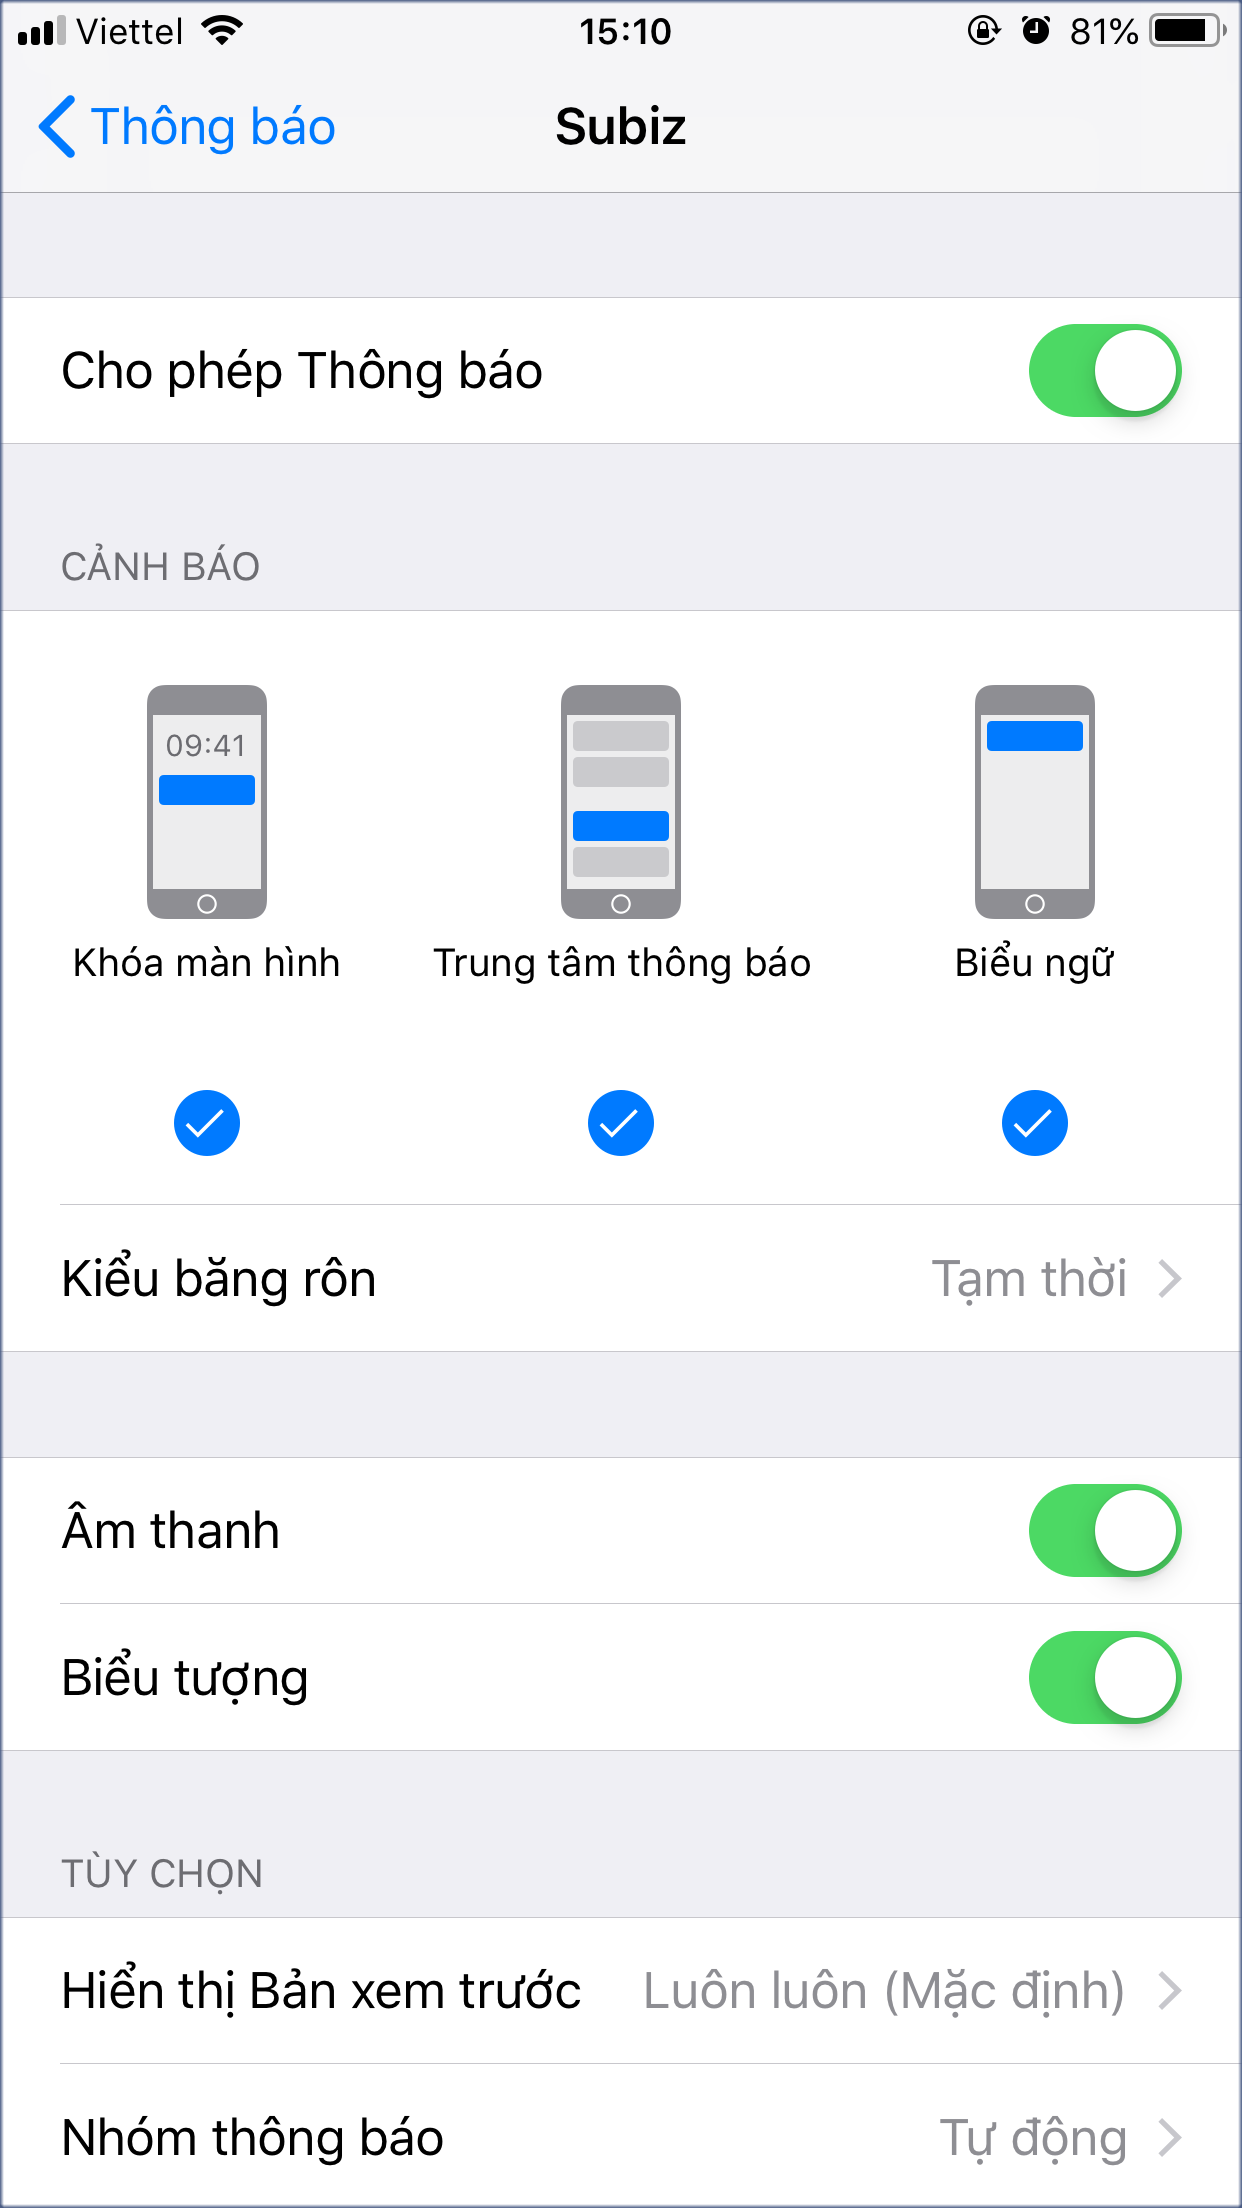 Viettel 15:10 81%
Thông báo Subiz
Cho phép Thông báo
CẢNH BÁO
09:41
Khóa màn hình Trung tâm thông báo Biểu ngữ
Kiểu băng rôn Tạm thời
Âm thanh
Biểu tượng
TÙY CHỌN
Hiển thị Bản xem trước Luôn luôn (Mặc định)
Nhóm thông báo Tự động